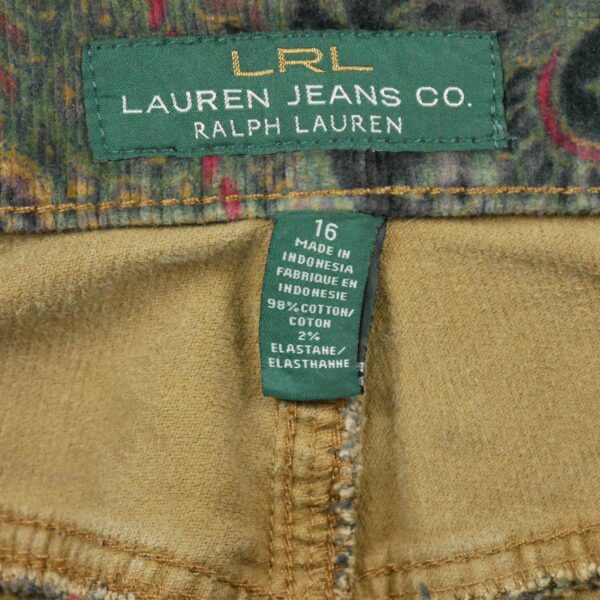 LRL
LAUREN JEANS CO.
RALPH LAUREN
16
MADE IN
INDONESIA
FABRIQUE EN
INDONESIE
98% COTTON/
COTON
2%
ELASTANE/
ELASTHANNE